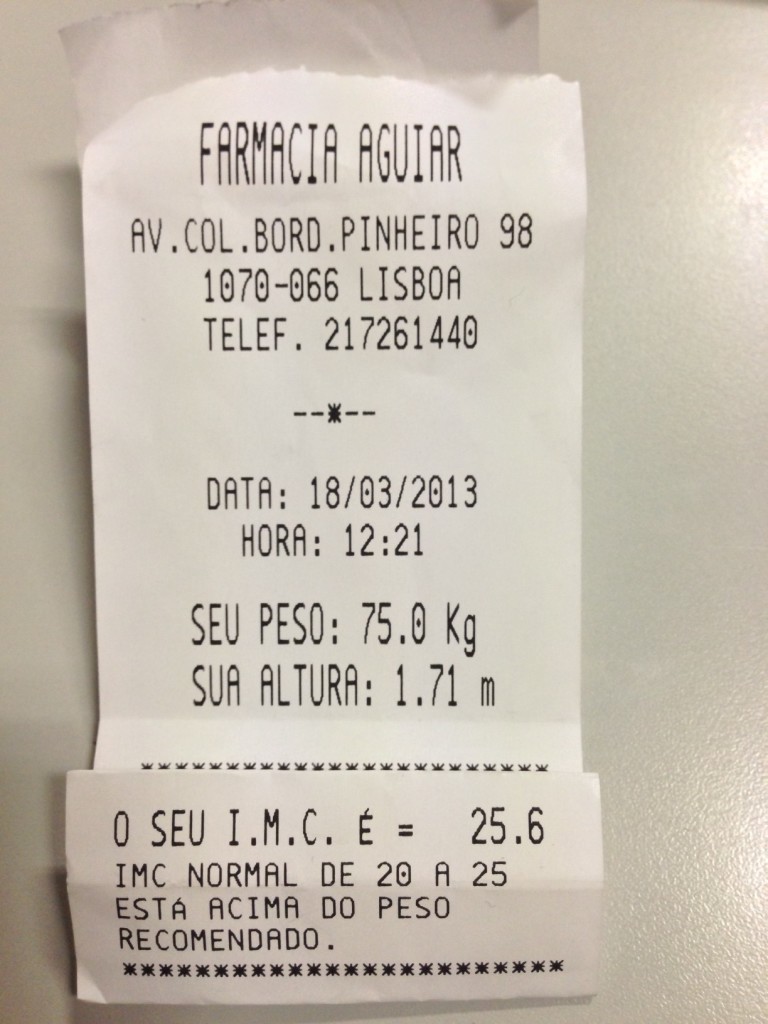 FARMACIA AGUIAR
AV.COL.BORD.PINHEIRO 98
1070-066 LISBOA
TELEF. 217261440
--*--
DATA: 18/03/2013
HORA: 12:21
SEU PESO: 75.0 Kg
SUA ALTURA: 1.71 m
************************
O SEU I.M.C. É = 25.6
IMC NORMAL DE 20 A 25
ESTÁ ACIMA DO PESO
RECOMENDADO.
************************